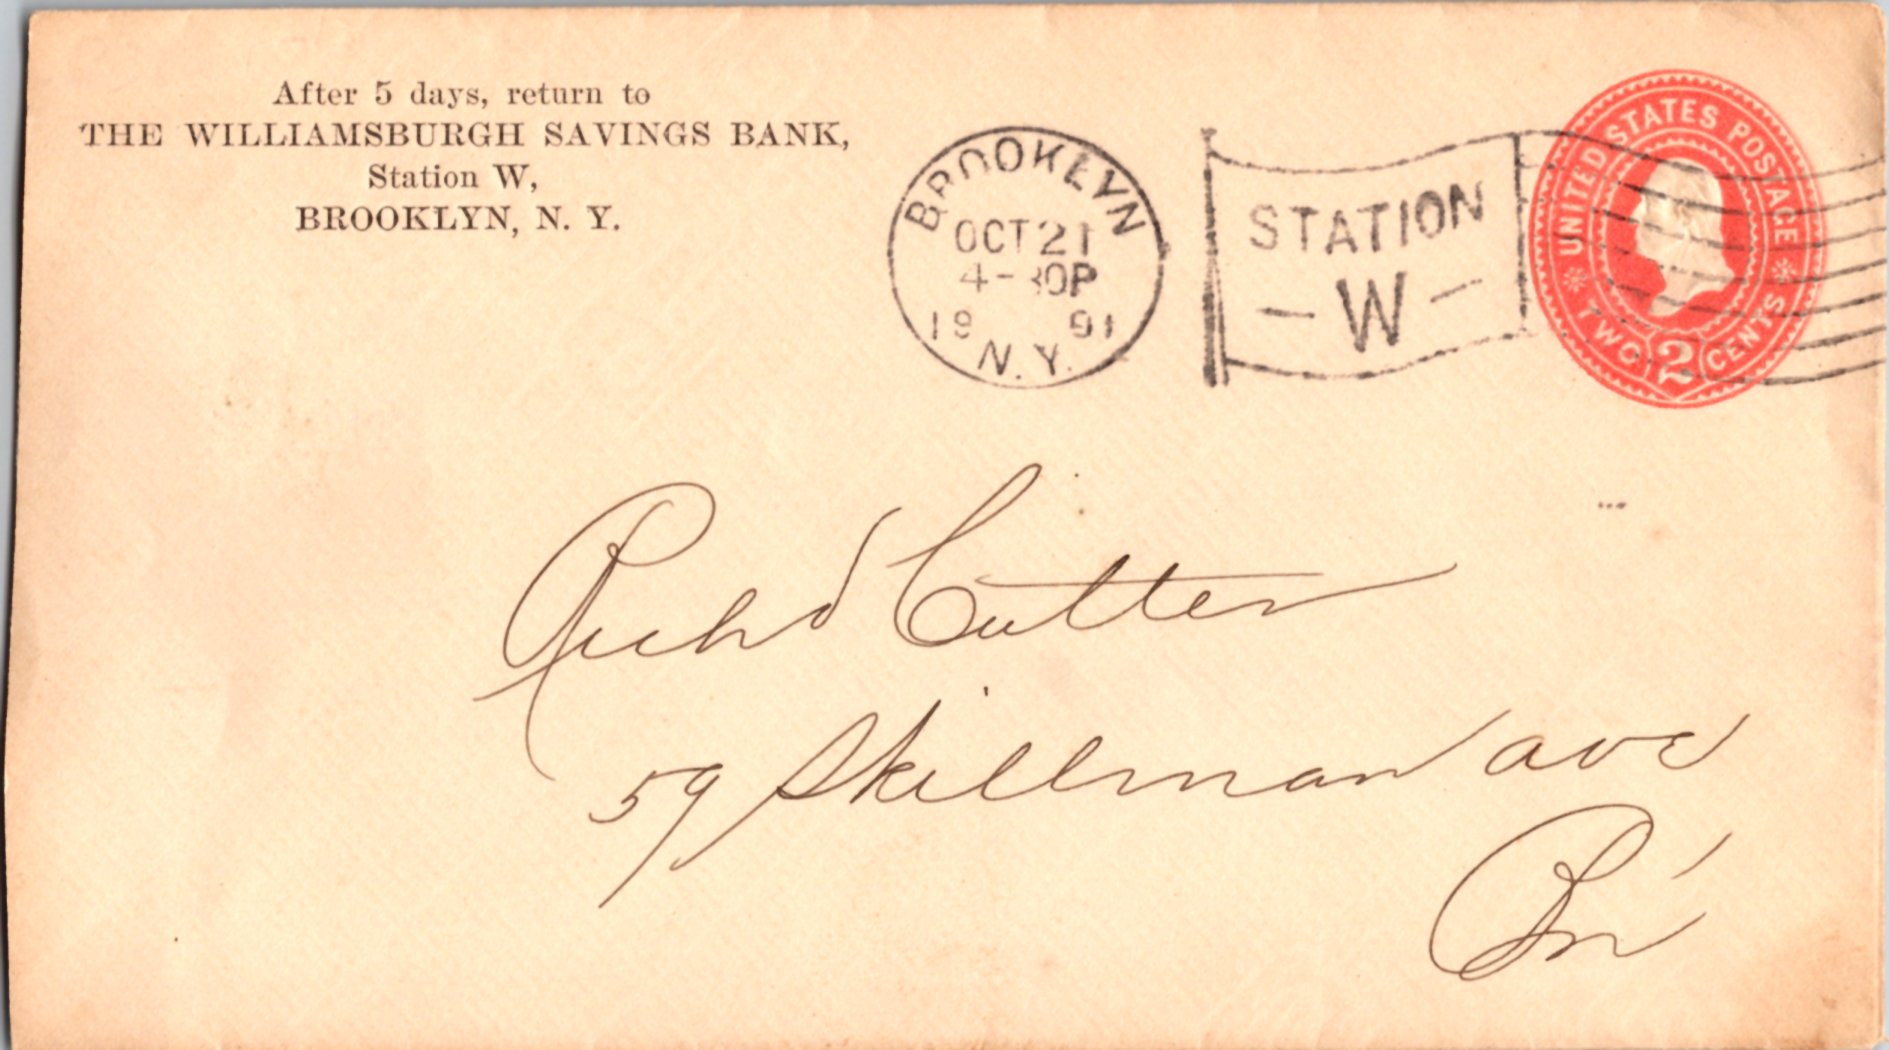 After 5 days, return to
THE WILLIAMSBURGH SAVINGS BANK,
Station W,
BROOKLYN, N. Y.
BROOKLYN
OCT 21
4-30P
19 01
N.Y.
STATION
- W -
UNITED STATES POSTAGE
TWO 2 CENTS
Richd Cutter
59 Skillman ave
Bn'